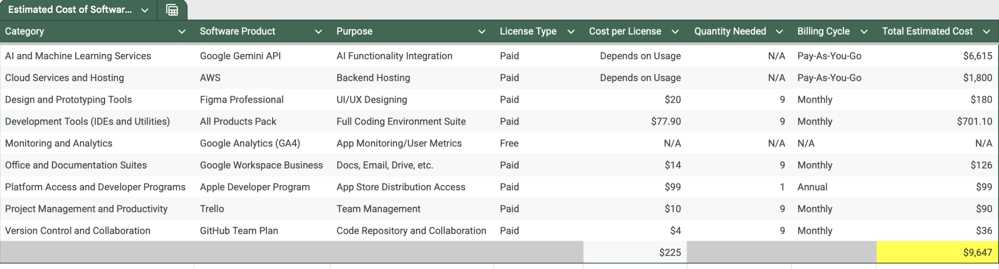 Estimated Cost of Softwar...
Category Software Product Purpose License Type Cost per License Quantity Needed Billing Cycle Total Estimated Cost
AI and Machine Learning Services Google Gemini API AI Functionality Integration Paid Depends on Usage N/A Pay-As-You-Go $6,615
Cloud Services and Hosting AWS Backend Hosting Paid Depends on Usage N/A Pay-As-You-Go $1,800
Design and Prototyping Tools Figma Professional UI/UX Designing Paid $20 9 Monthly $180
Development Tools (IDEs and Utilities) All Products Pack Full Coding Environment Suite Paid $77.90 9 Monthly $701.10
Monitoring and Analytics Google Analytics (GA4) App Monitoring/User Metrics Free N/A N/A N/A N/A
Office and Documentation Suites Google Workspace Business Docs, Email, Drive, etc. Paid $14 9 Monthly $126
Platform Access and Developer Programs Apple Developer Program App Store Distribution Access Paid $99 1 Annual $99
Project Management and Productivity Trello Team Management Paid $10 9 Monthly $90
Version Control and Collaboration GitHub Team Plan Code Repository and Collaboration Paid $4 9 Monthly $36
$225 $9,647